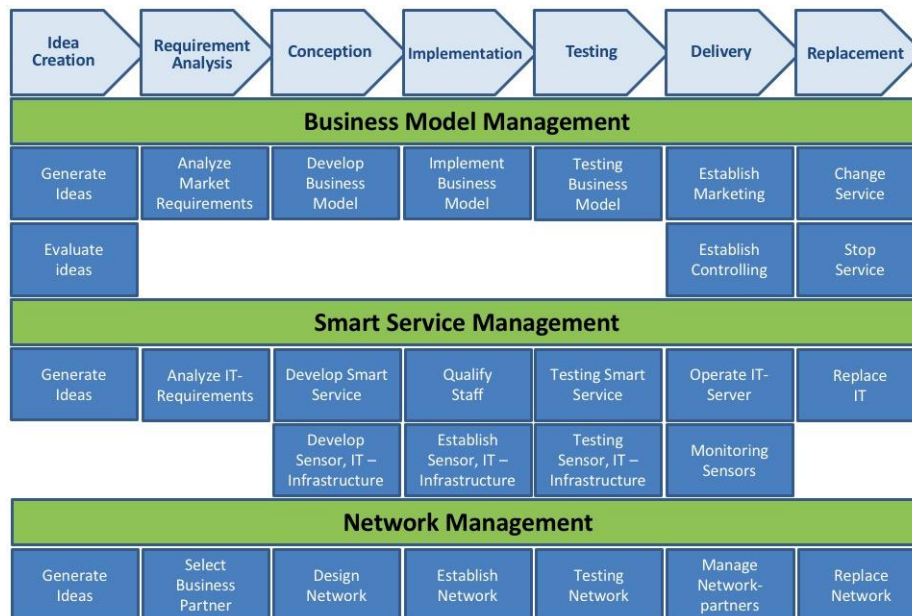 Idea
Creation
Requirement
Analysis
Conception
Implementation
Testing
Delivery
Replacement
Business Model Management
Generate
Ideas
Analyze
Market
Requirements
Develop
Business
Model
Implement
Business
Model
Testing
Business
Model
Establish
Marketing
Change
Service
Evaluate
ideas
Establish
Controlling
Stop
Service
Smart Service Management
Generate
Ideas
Analyze IT-
Requirements
Develop Smart
Service
Qualify
Staff
Testing Smart
Service
Operate IT-
Server
Replace
IT
Develop
Sensor, IT –
Infrastructure
Establish
Sensor, IT –
Infrastructure
Testing
Sensor, IT –
Infrastructure
Monitoring
Sensors
Network Management
Generate
Ideas
Select
Business
Partner
Design
Network
Establish
Network
Testing
Network
Manage
Network-
partners
Replace
Network